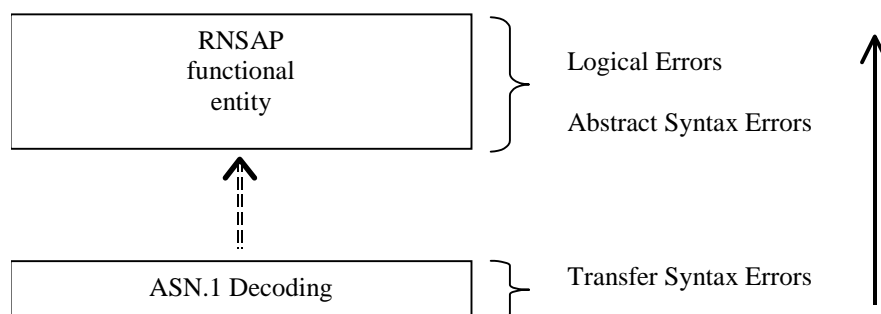 RNSAP
functional
entity
Logical Errors
Abstract Syntax Errors
ASN.1 Decoding
Transfer Syntax Errors